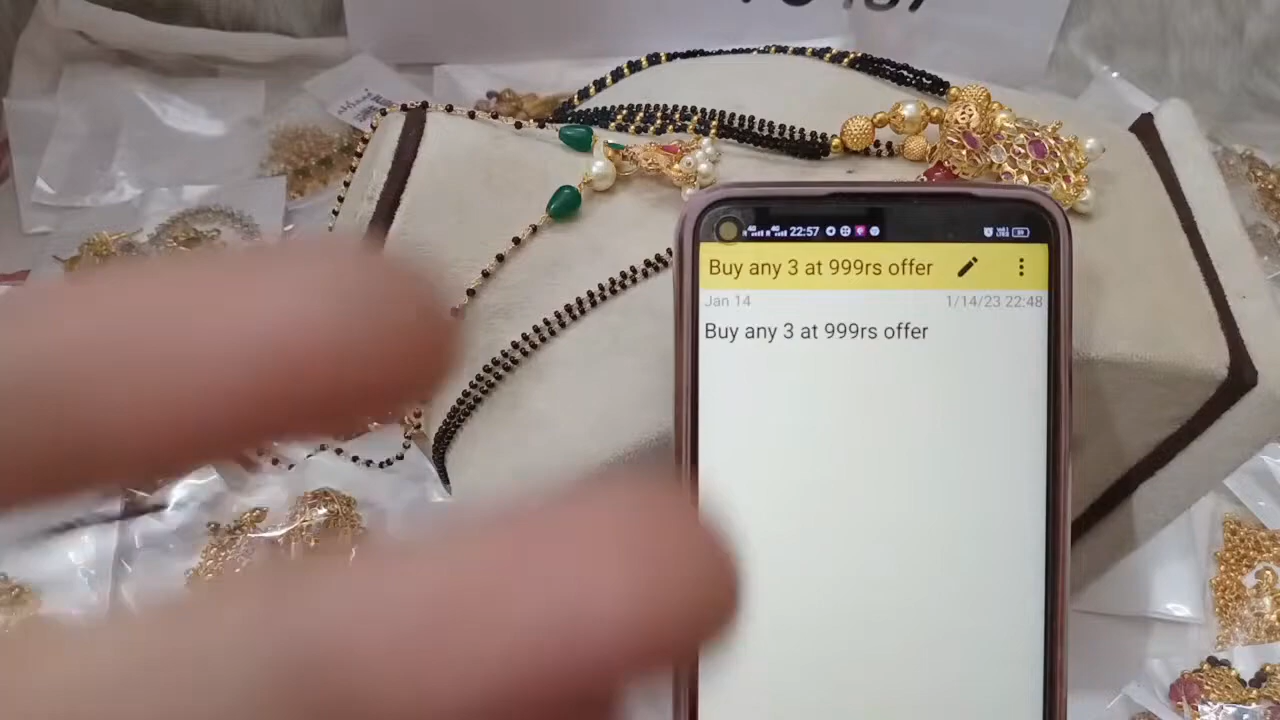 22:57
Buy any 3 at 999rs offer
Jan 14
1/14/23 22:48
Buy any 3 at 999rs offer